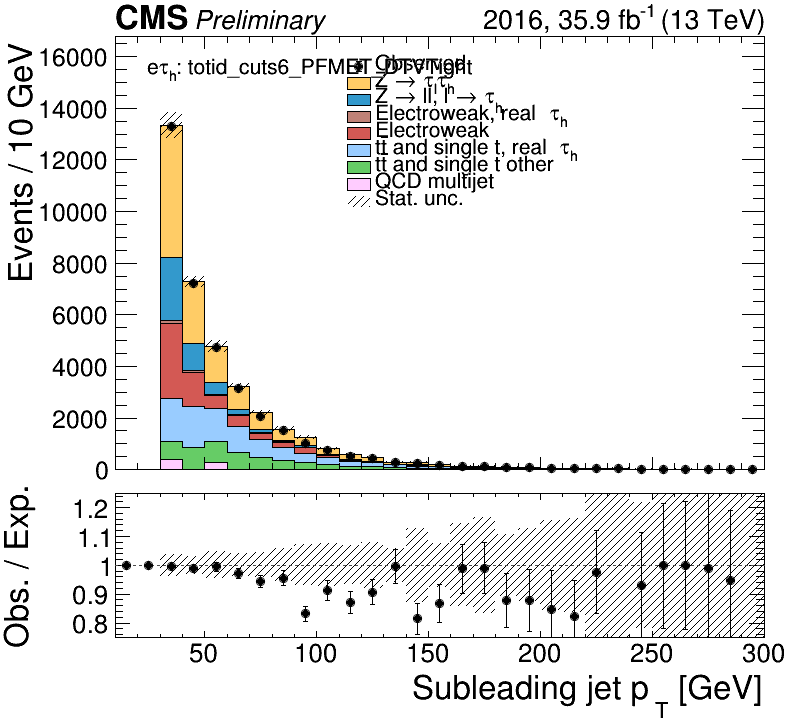 CMS Preliminary 2016, 35.9 fb-1 (13 TeV)
Events / 10 GeV
16000
14000
12000
10000
8000
6000
4000
2000
0
eτh: totid_cuts6_PFMET_DTVTight
Observed
Z → τ τh
Z → ll, l → τh
Electroweak, real τh
Electroweak
tt and single t, real τh
tt and single t other
QCD multijet
Stat. unc.
Obs. / Exp.
1.2
1.1
1
0.9
0.8
50 100 150 200 250 300
Subleading jet pT [GeV]